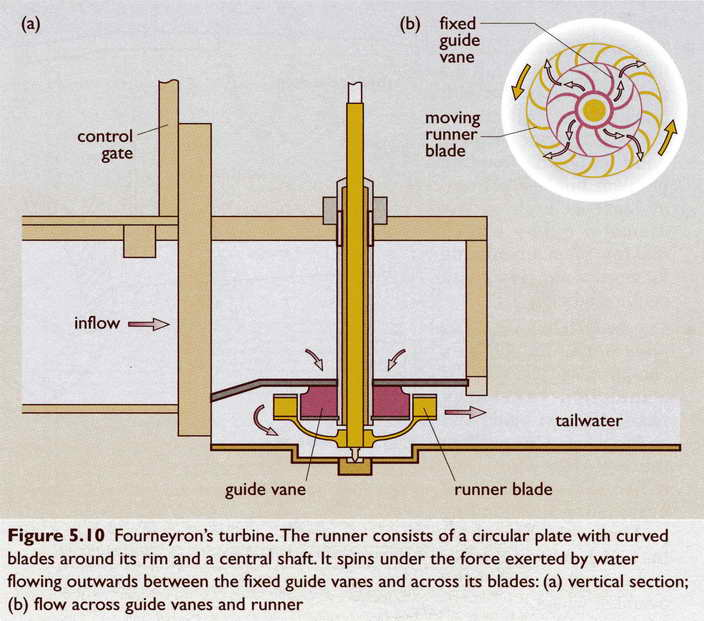 (a)
(b)
fixed
guide
vane
moving
runner
blade
control
gate
inflow
tailwater
guide vane
runner blade
Figure 5.10 Fourneyron's turbine. The runner consists of a circular plate with curved
blades around its rim and a central shaft. It spins under the force exerted by water
flowing outwards between the fixed guide vanes and across its blades: (a) vertical section;
(b) flow across guide vanes and runner